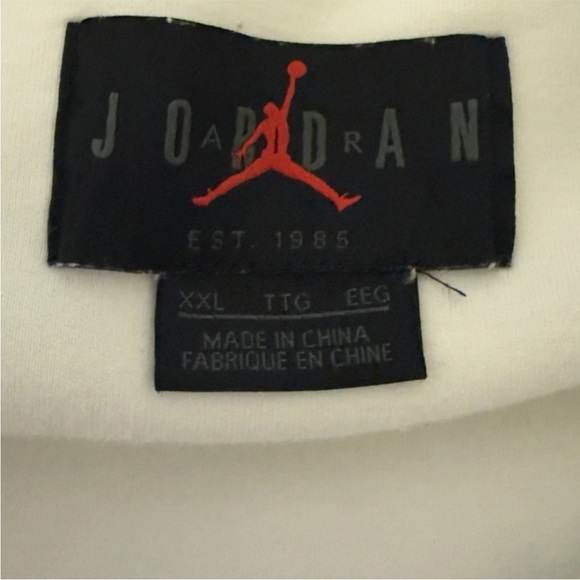 JORDAN
AIR
EST. 1985
XXL TTG EEG
MADE IN CHINA
FABRIQUE EN CHINE